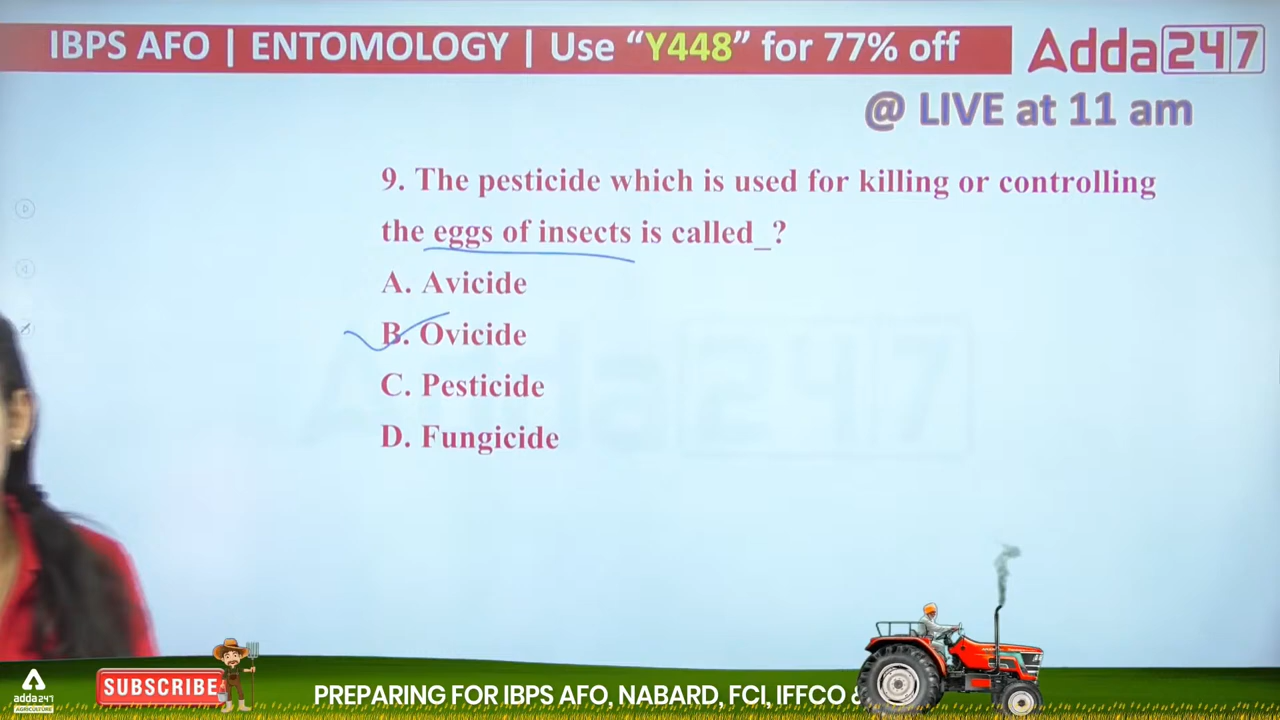 IBPS AFO | ENTOMOLOGY | Use “Y448” for 77% off
Adda247
@ LIVE at 11 am
9. The pesticide which is used for killing or controlling
the eggs of insects is called_?
A. Avicide
B. Ovicide
C. Pesticide
D. Fungicide
Adda247
adda247
AGRICULTURE
SUBSCRIBE
PREPARING FOR IBPS AFO, NABARD, FCI, IFFCO &